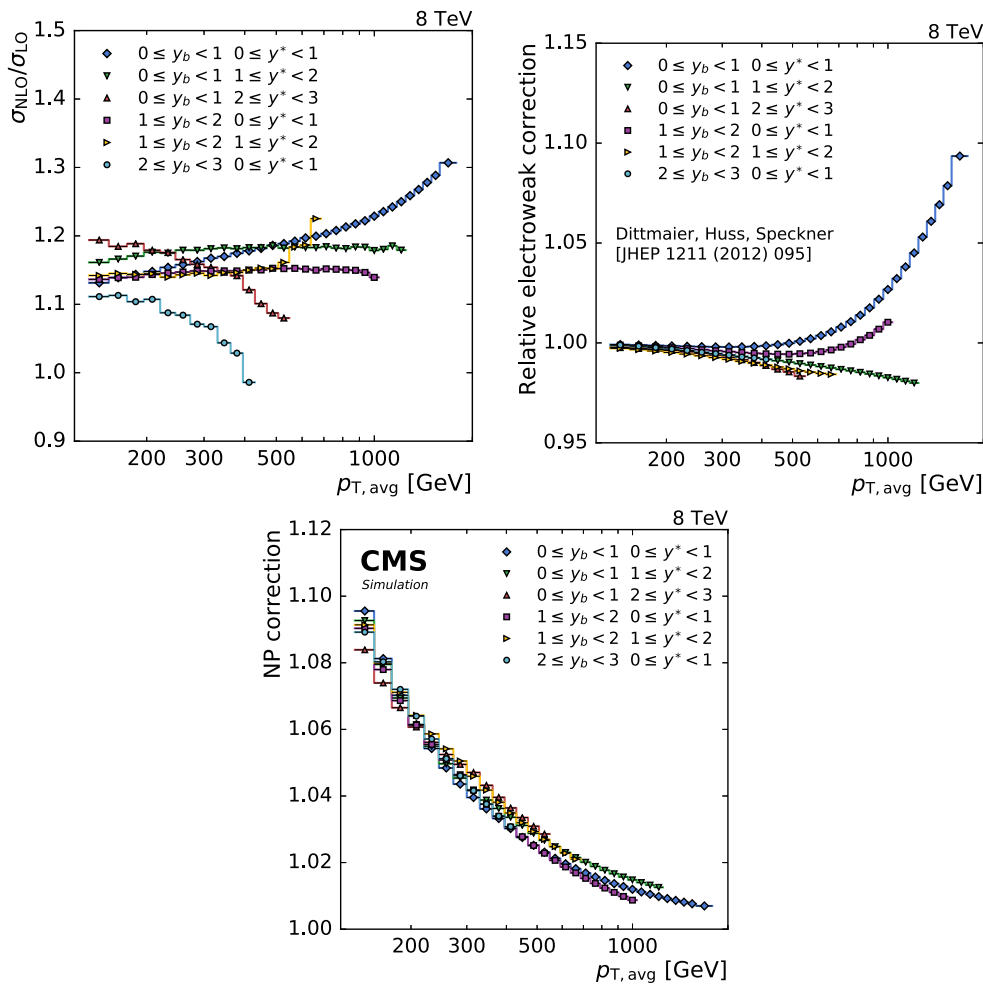 8 TeV
σNLO/σLO
1.5
1.4
1.3
1.2
1.1
1.0
0.9
0 ≤ yb < 1 0 ≤ y* < 1
0 ≤ yb < 1 1 ≤ y* < 2
0 ≤ yb < 1 2 ≤ y* < 3
1 ≤ yb < 2 0 ≤ y* < 1
1 ≤ yb < 2 1 ≤ y* < 2
2 ≤ yb < 3 0 ≤ y* < 1
200 300 500 1000
pT, avg [GeV]
8 TeV
Relative electroweak correction
1.15
1.10
1.05
1.00
0.95
0 ≤ yb < 1 0 ≤ y* < 1
0 ≤ yb < 1 1 ≤ y* < 2
0 ≤ yb < 1 2 ≤ y* < 3
1 ≤ yb < 2 0 ≤ y* < 1
1 ≤ yb < 2 1 ≤ y* < 2
2 ≤ yb < 3 0 ≤ y* < 1
Dittmaier, Huss, Speckner
[JHEP 1211 (2012) 095]
200 300 500 1000
pT, avg [GeV]
8 TeV
NP correction
1.12
1.10
1.08
1.06
1.04
1.02
1.00
CMS
Simulation
0 ≤ yb < 1 0 ≤ y* < 1
0 ≤ yb < 1 1 ≤ y* < 2
0 ≤ yb < 1 2 ≤ y* < 3
1 ≤ yb < 2 0 ≤ y* < 1
1 ≤ yb < 2 1 ≤ y* < 2
2 ≤ yb < 3 0 ≤ y* < 1
200 300 500 1000
pT, avg [GeV]